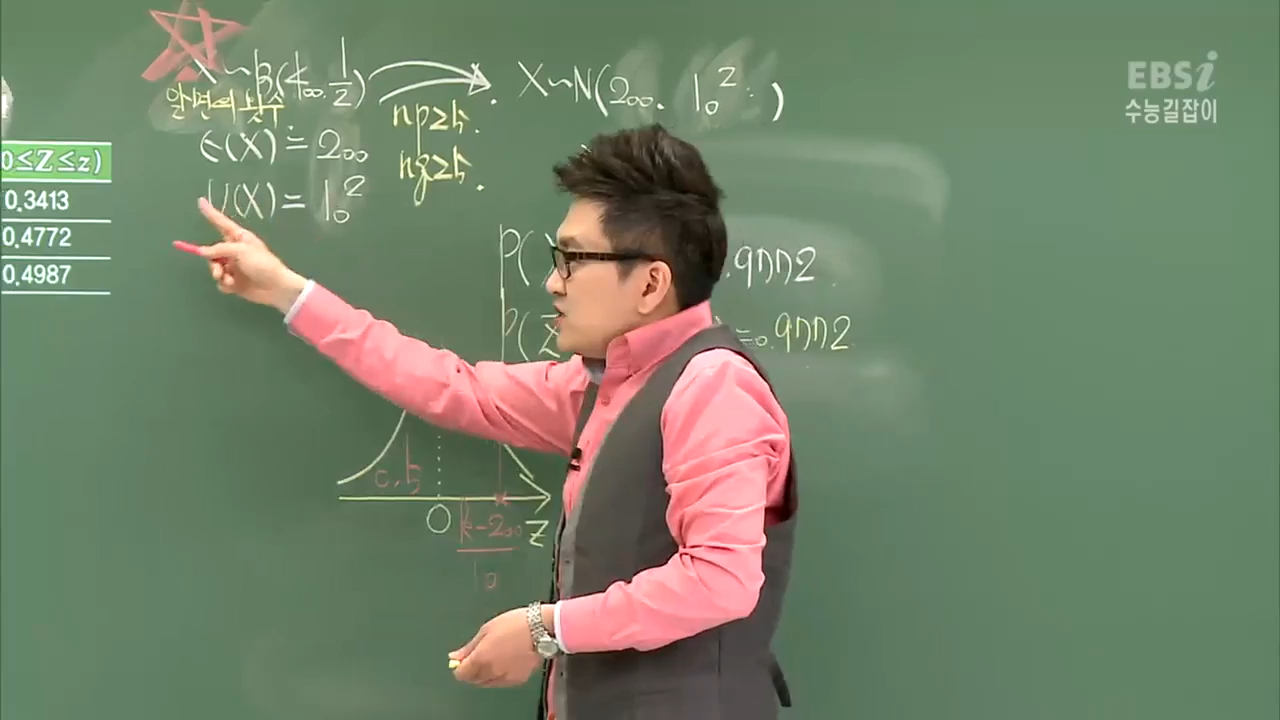 EBSi
수능길잡이
X~B(400, 1/2)
X~N(200, 10²)
앞면의 횟수
np≥5.
E(X)=200
nq≥5.
V(X)=10²
0≤Z≤z)
0.3413
0.4772
0.4987
P(
.9772
P(Z
=0.9772
0.5
0
k-200
10
Z